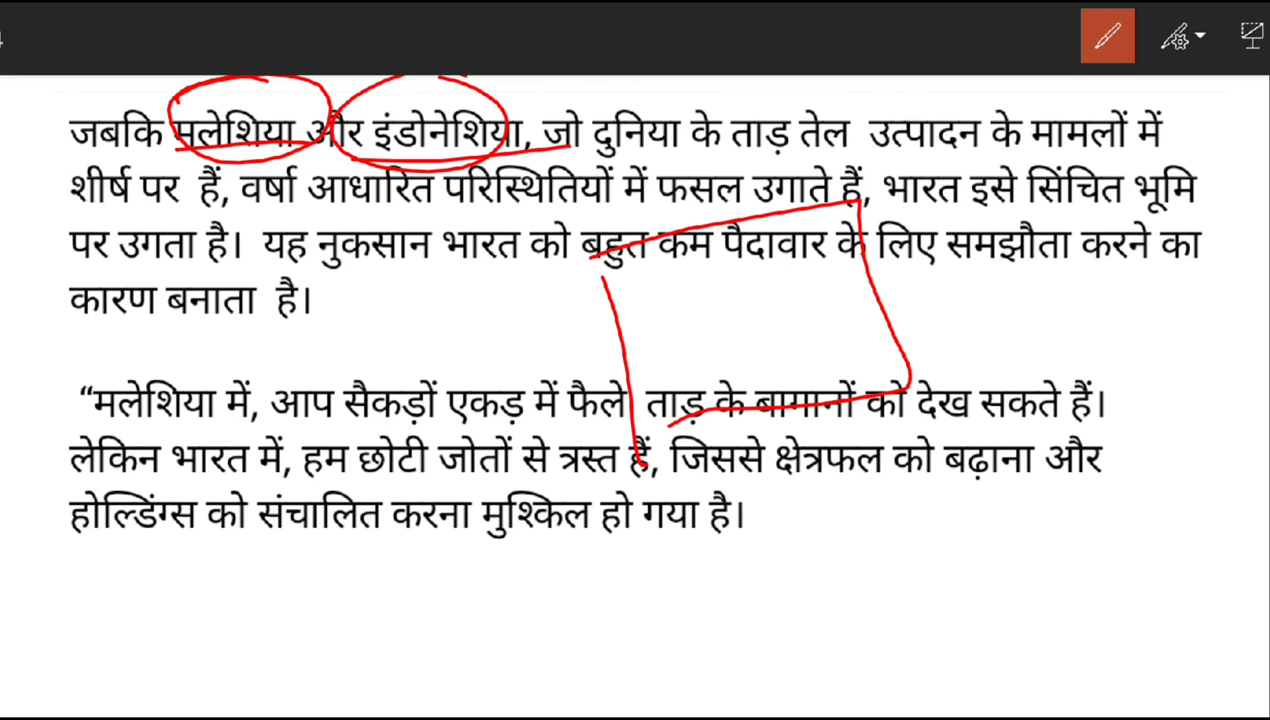 जबकि मलेशिया और इंडोनेशिया, जो दुनिया के ताड़ तेल उत्पादन के मामलों में
शीर्ष पर हैं, वर्षा आधारित परिस्थितियों में फसल उगाते हैं, भारत इसे सिंचित भूमि
पर उगता है। यह नुकसान भारत को बहुत कम पैदावार के लिए समझौता करने का
कारण बनाता है।
“मलेशिया में, आप सैकड़ों एकड़ में फैले ताड़ के बागानों को देख सकते हैं।
लेकिन भारत में, हम छोटी जोतों से त्रस्त हैं, जिससे क्षेत्रफल को बढ़ाना और
होल्डिंग्स को संचालित करना मुश्किल हो गया है।